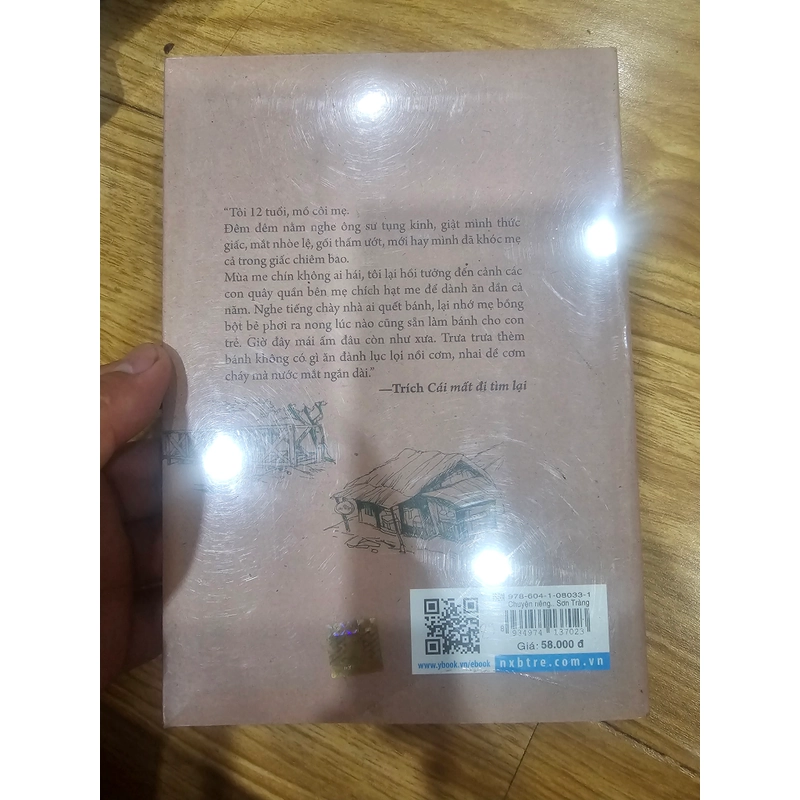 “Tôi 12 tuổi, mồ côi mẹ.
Đêm đêm nằm nghe ông sư tụng kinh, giật mình thức
giấc, mắt nhòe lệ, gối thấm ướt, mới hay mình đã khóc mẹ
cả trong giấc chiêm bao.
Mùa me chín không ai hái, tôi lại hồi tưởng đến cảnh các
con quây quần bên mẹ chích hạt me để dành ăn dần cả
năm. Nghe tiếng chày nhà ai quết bánh, lại nhớ mẹ bồng
bột bê phơi ra nong lúc nào cũng sẵn làm bánh cho con
trẻ. Giờ đây mái ấm đâu còn như xưa. Trưa trưa thèm
bánh không có gì ăn đành lục lọi nồi cơm, nhai dề cơm
cháy mà nước mắt ngắn dài.”
—Trích Cái mất đi tìm lại
978-604-1-08033-1
Chuyện riêng.. Sơn Tràng
8 934974 137023
Giá: 58.000 đ
www.ybook.vn/ebook
nxbtre.com.vn